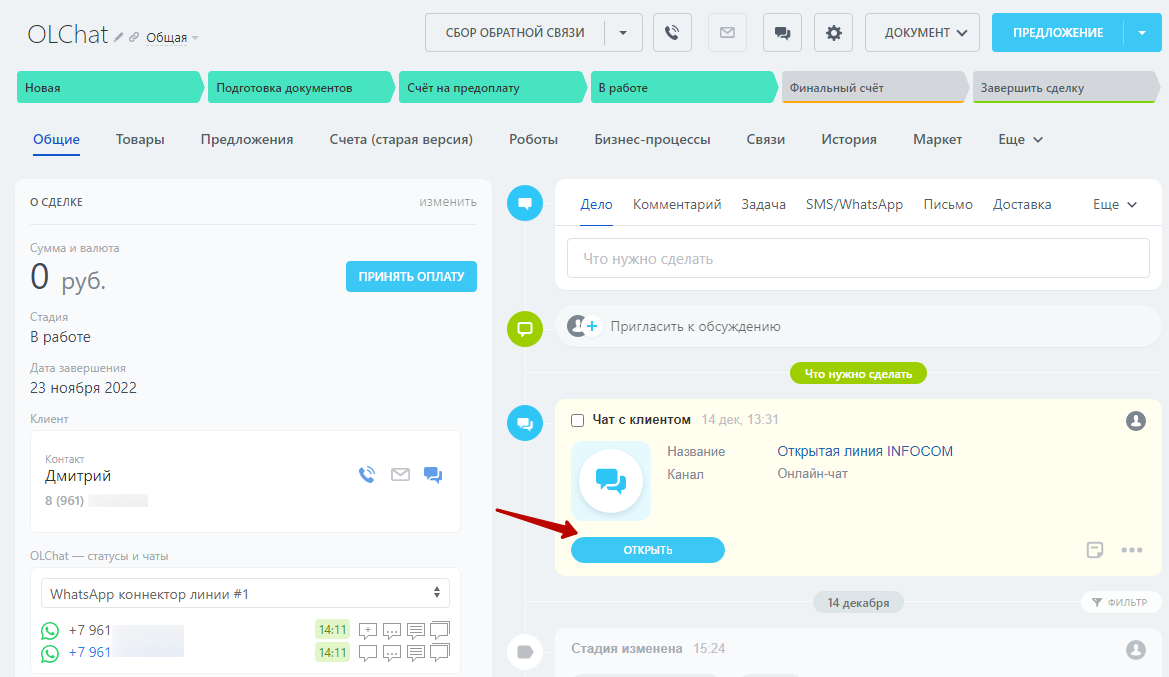 OLChat Общая
СБОР ОБРАТНОЙ СВЯЗИ
ДОКУМЕНТ
ПРЕДЛОЖЕНИЕ
Новая
Подготовка документов
Счёт на предоплату
В работе
Финальный счёт
Завершить сделку
Общие
Товары
Предложения
Счета (старая версия)
Роботы
Бизнес-процессы
Связи
История
Маркет
Еще
О СДЕЛКЕ
ИЗМЕНИТЬ
Сумма и валюта
0 руб.
ПРИНЯТЬ ОПЛАТУ
Стадия
В работе
Дата завершения
23 ноября 2022
Клиент
Контакт
Дмитрий
8 (961)
OLChat — статусы и чаты
WhatsApp коннектор линии #1
+7 961
14:11
+7 961
14:11
Дело
Комментарий
Задача
SMS/WhatsApp
Письмо
Доставка
Еще
Что нужно сделать
Пригласить к обсуждению
Что нужно сделать
Чат с клиентом 14 дек, 13:31
Название Открытая линия INFOCOM
Канал Онлайн-чат
ОТКРЫТЬ
14 декабря
ФИЛЬТР
Стадия изменена 15:24